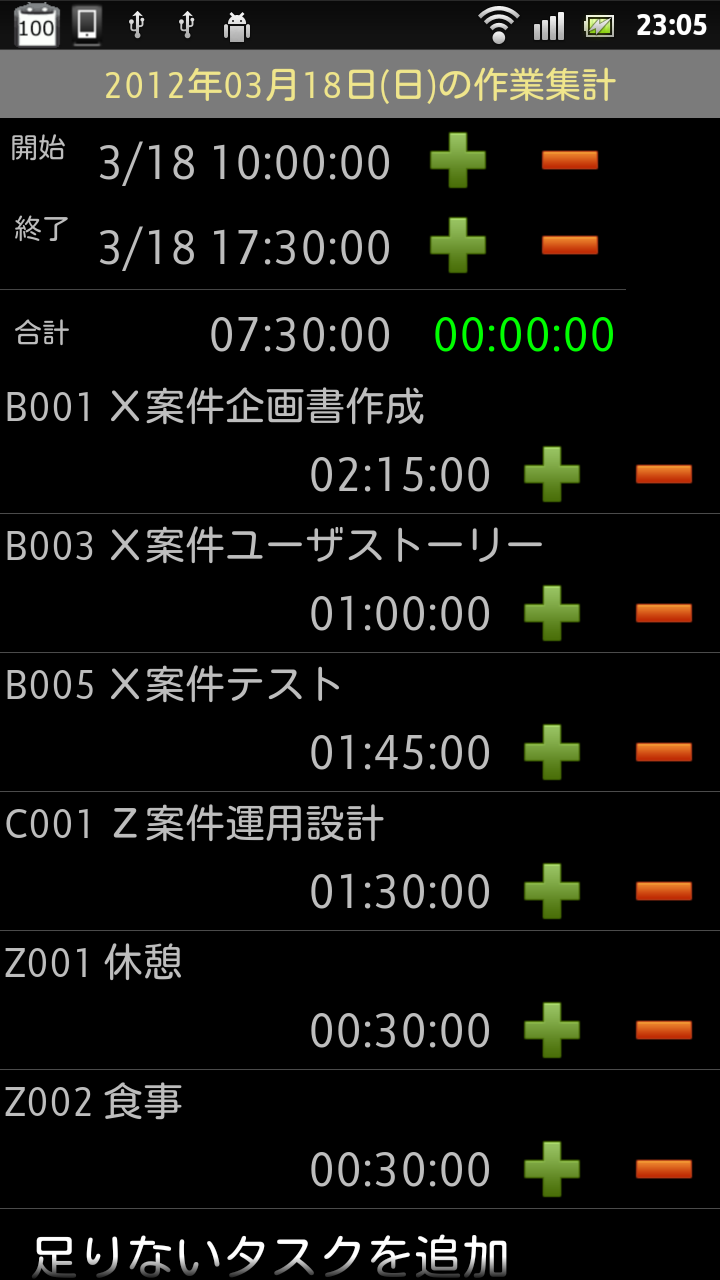 100 23:05
2012年03月18日(日)の作業集計
開始 3/18 10:00:00
終了 3/18 17:30:00
合計 07:30:00 00:00:00
B001 X案件企画書作成
02:15:00
B003 X案件ユーザストーリー
01:00:00
B005 X案件テスト
01:45:00
C001 Z案件運用設計
01:30:00
Z001 休憩
00:30:00
Z002 食事
00:30:00
足りないタスクを追加